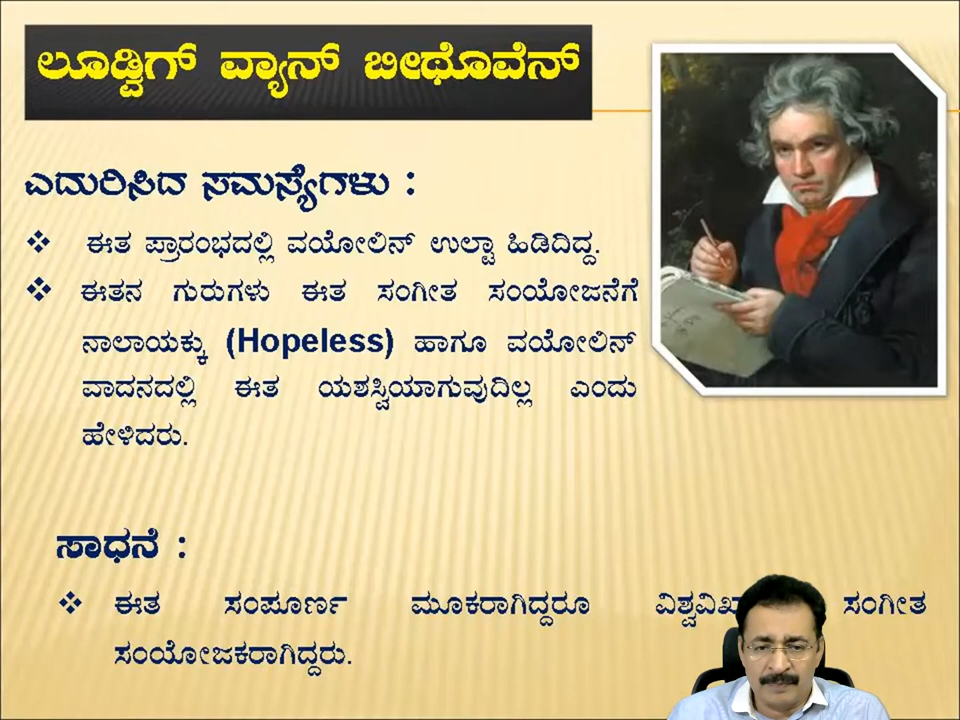 ಲೂಡ್ವಿಗ್ ವ್ಯಾನ್ ಬೀಥೊವೆನ್
ಎದುರಿಸಿದ ಸಮಸ್ಯೆಗಳು :
ಈತ ಪ್ರಾರಂಭದಲ್ಲಿ ವಯೋಲಿನ್ ಉಲ್ಟಾ ಹಿಡಿದಿದ್ದ.
ಈತನ ಗುರುಗಳು ಈತ ಸಂಗೀತ ಸಂಯೋಜನೆಗೆ
ನಾಲಾಯಕ್ಕು (Hopeless) ಹಾಗೂ ವಯೋಲಿನ್
ವಾದನದಲ್ಲಿ ಈತ ಯಶಸ್ವಿಯಾಗುವುದಿಲ್ಲ ಎಂದು
ಹೇಳಿದರು.
ಸಾಧನೆ :
ಈತ ಸಂಪೂರ್ಣ ಮೂಕರಾಗಿದ್ದರೂ ಸಂಗೀತ
ಸಂಯೋಜಕರಾಗಿದ್ದರು.